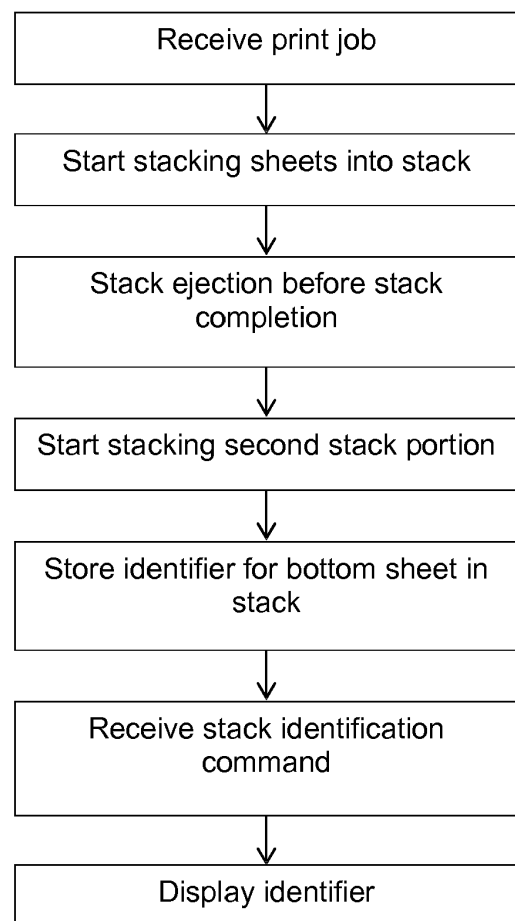 Receive print job
Start stacking sheets into stack
Stack ejection before stack
completion
Start stacking second stack portion
Store identifier for bottom sheet in
stack
Receive stack identification
command
Display identifier